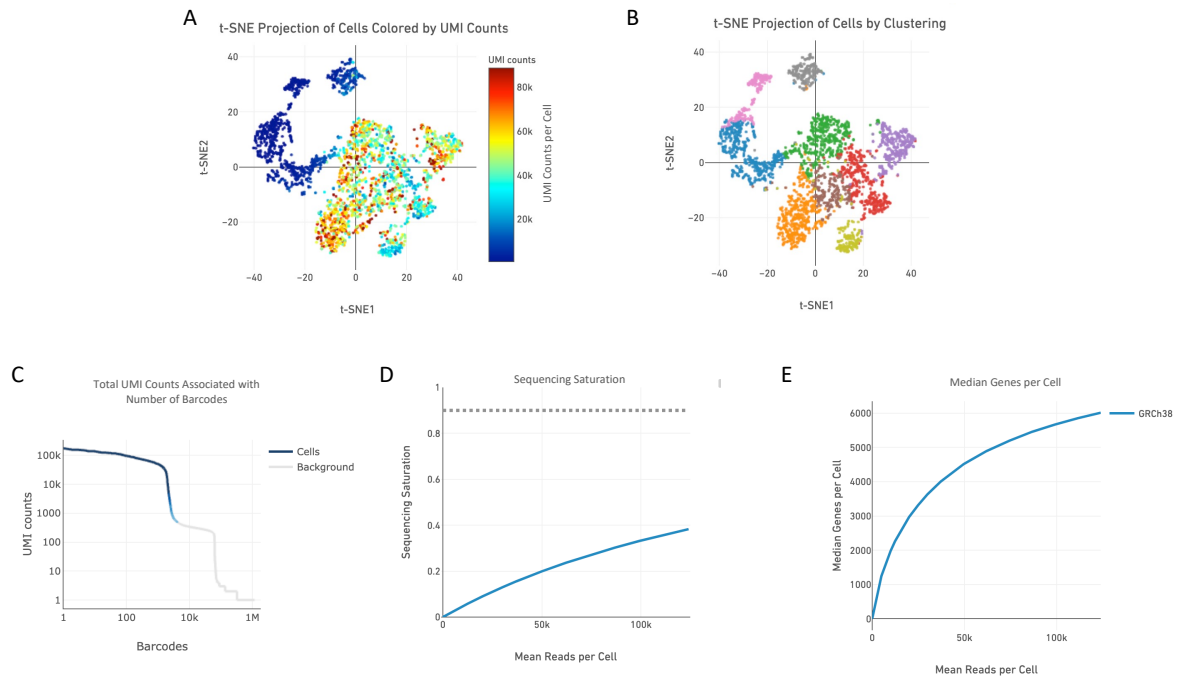 A
t-SNE Projection of Cells Colored by UMI Counts
t-SNE2
40
20
0
−20
−40
−20
0
20
40
t-SNE1
UMI counts
80k
60k
40k
20k
UMI Counts per Cell
B
t-SNE Projection of Cells by Clustering
t-SNE2
40
20
0
−20
−40
−20
0
20
40
t-SNE1
C
Total UMI Counts Associated with
Number of Barcodes
UMI counts
100k
10k
1000
100
10
1
1
100
10k
1M
Barcodes
Cells
Background
D
Sequencing Saturation
Sequencing Saturation
1
0.8
0.6
0.4
0.2
0
0
50k
100k
Mean Reads per Cell
E
Median Genes per Cell
Median Genes per Cell
6000
5000
4000
3000
2000
1000
0
0
50k
100k
Mean Reads per Cell
GRCh38